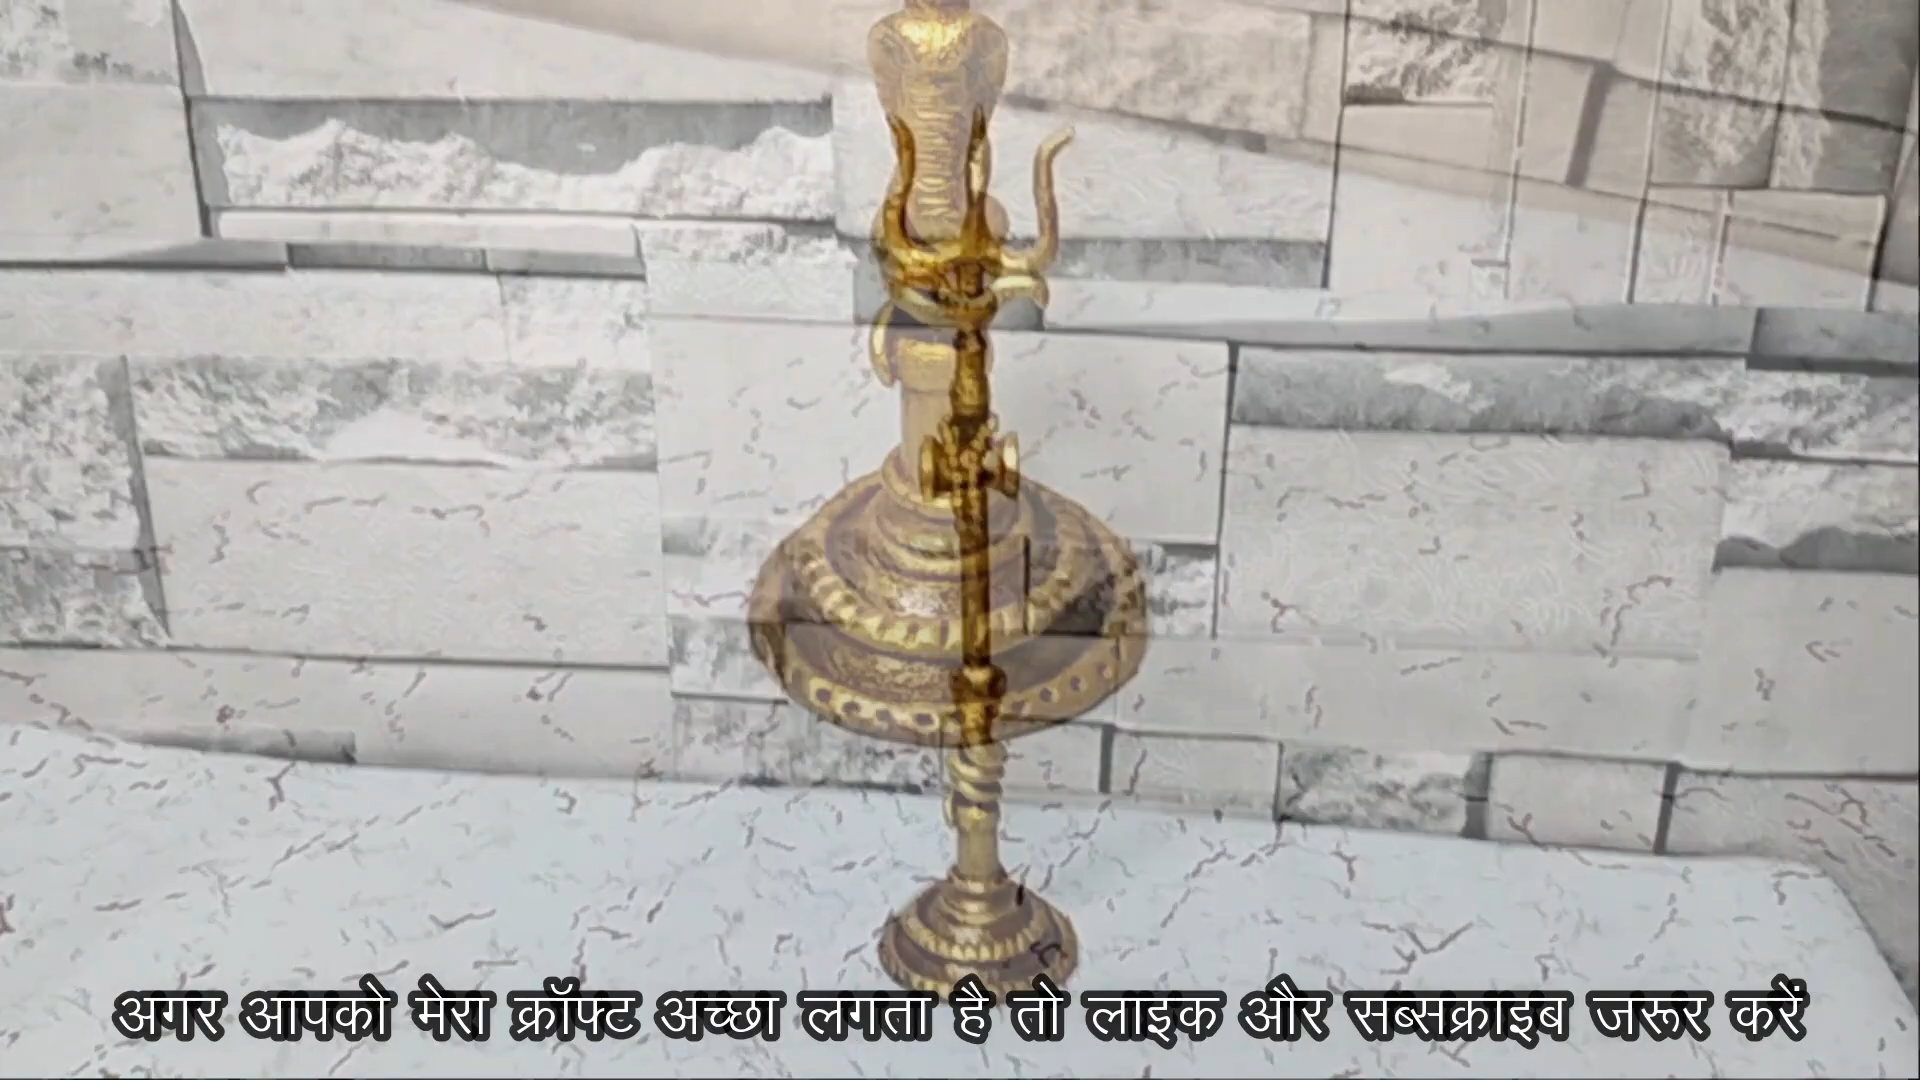 अगर आपको मेरा क्रॉफ्ट अच्छा लगता है तो लाइक और सब्सक्राइब जरूर करें